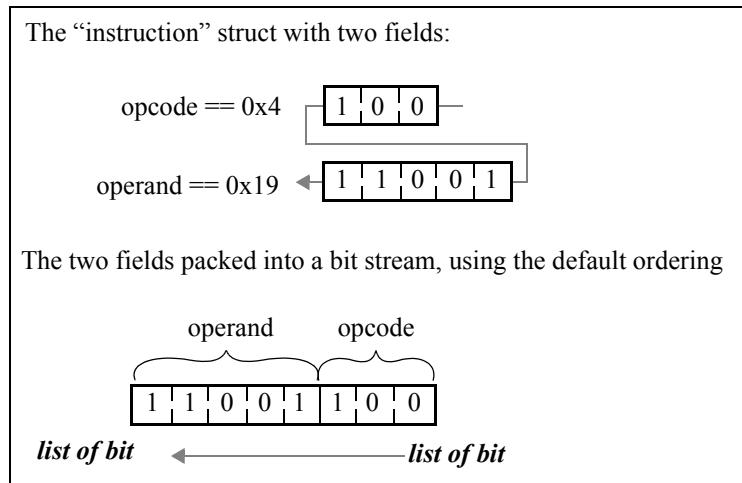 The “instruction” struct with two fields:
opcode == 0x4 1 0 0
operand == 0x19 1 1 0 0 1
The two fields packed into a bit stream, using the default ordering
operand opcode
1 1 0 0 1 1 0 0
list of bit list of bit